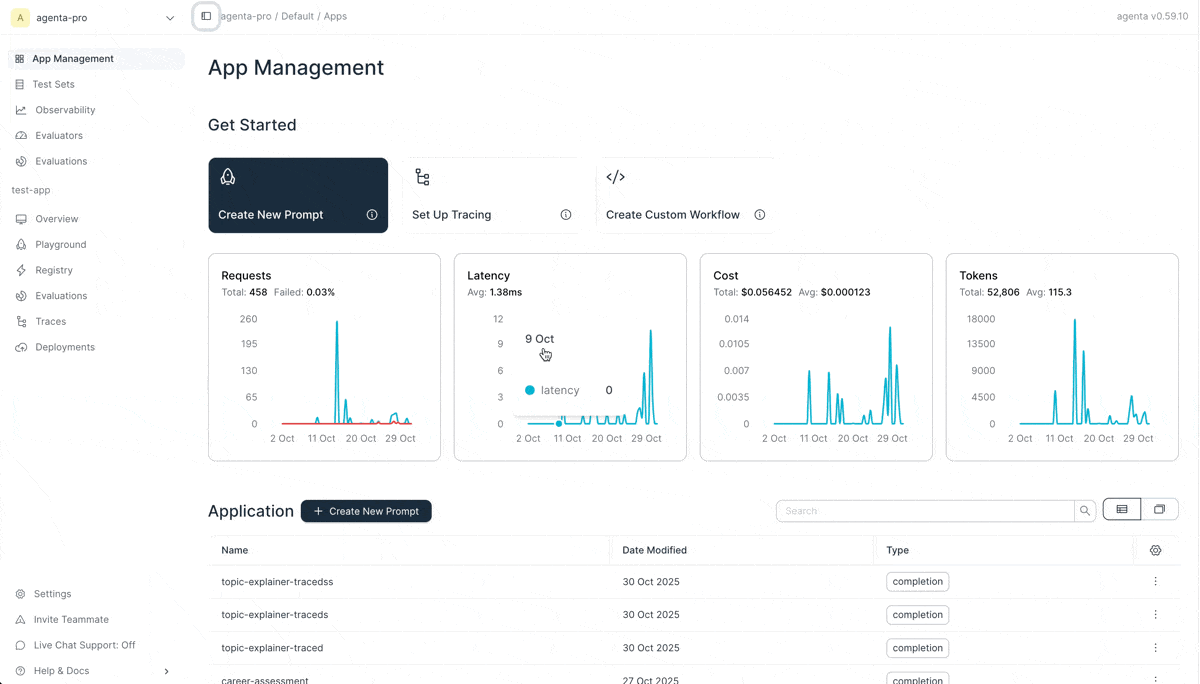 A agenta-pro
agenta-pro / Default / Apps
agenta v0.59.10
App Management
Test Sets
Observability
Evaluators
Evaluations
test-app
Overview
Playground
Registry
Evaluations
Traces
Deployments
Settings
Invite Teammate
Live Chat Support: Off
Help & Docs
App Management
Get Started
Create New Prompt
Set Up Tracing
Create Custom Workflow
Requests
Total: 458 Failed: 0.03%
260
195
130
65
0
2 Oct 11 Oct 20 Oct 29 Oct
Latency
Avg: 1.38ms
12
9
6
3
0
9 Oct
latency 0
2 Oct 11 Oct 20 Oct 29 Oct
Cost
Total: $0.056452 Avg: $0.000123
0.014
0.0105
0.007
0.0035
0
2 Oct 11 Oct 20 Oct 29 Oct
Tokens
Total: 52,806 Avg: 115.3
18000
13500
9000
4500
0
2 Oct 11 Oct 20 Oct 29 Oct
Application
+ Create New Prompt
Search
Name Date Modified Type
topic-explainer-tracedss 30 Oct 2025 completion
topic-explainer-traceds 30 Oct 2025 completion
topic-explainer-traced 30 Oct 2025 completion
career-assessment 27 Oct 2025 completion